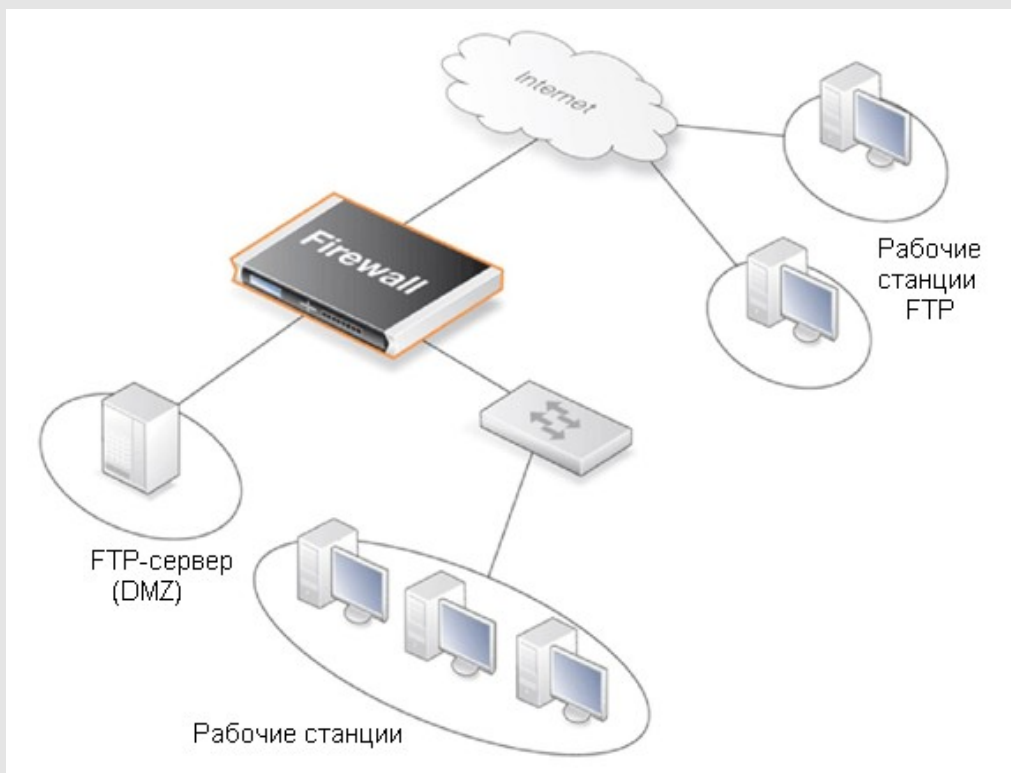 Internet
Firewall
Рабочие
станции
FTP
FTP-сервер
(DMZ)
Рабочие станции